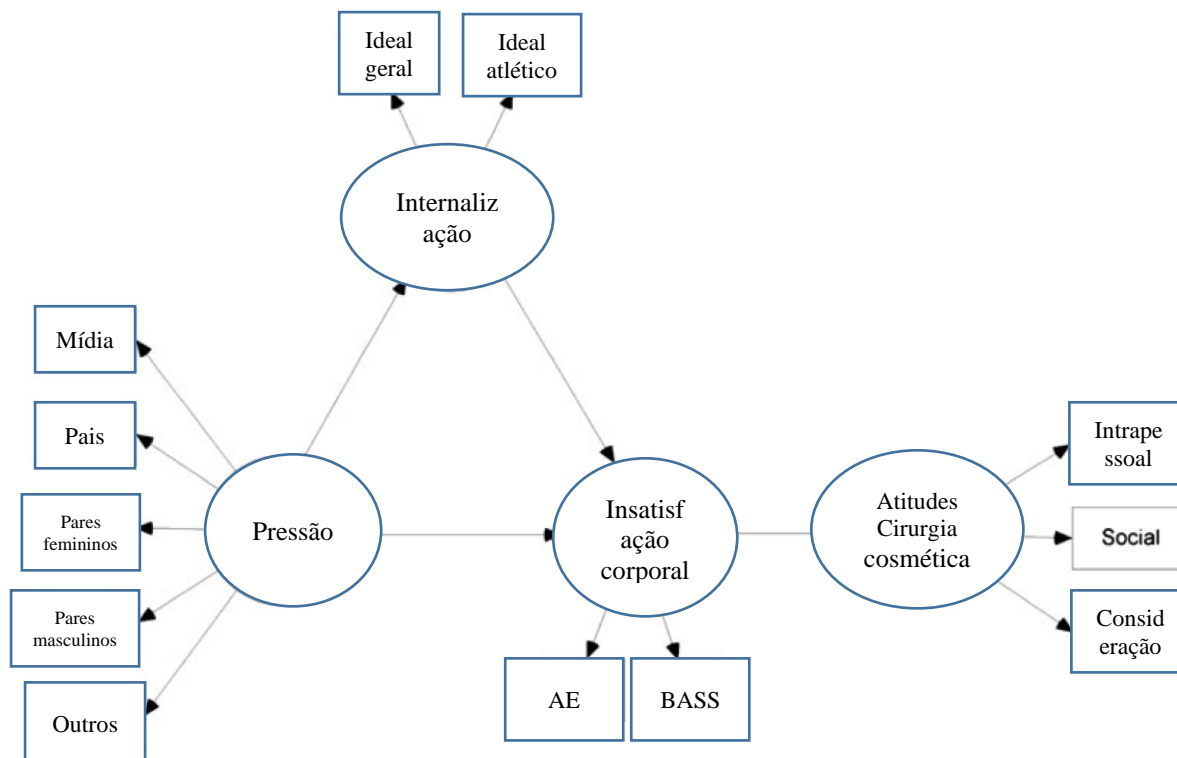 Ideal
geral
Ideal
atlético
Internaliz
ação
Mídia
Pais
Pares
femininos
Pares
masculinos
Outros
Pressão
Insatisf
ação
corporal
AE
BASS
Atitudes
Cirurgia
cosmética
Intrape
ssoal
Social
Consid
eração